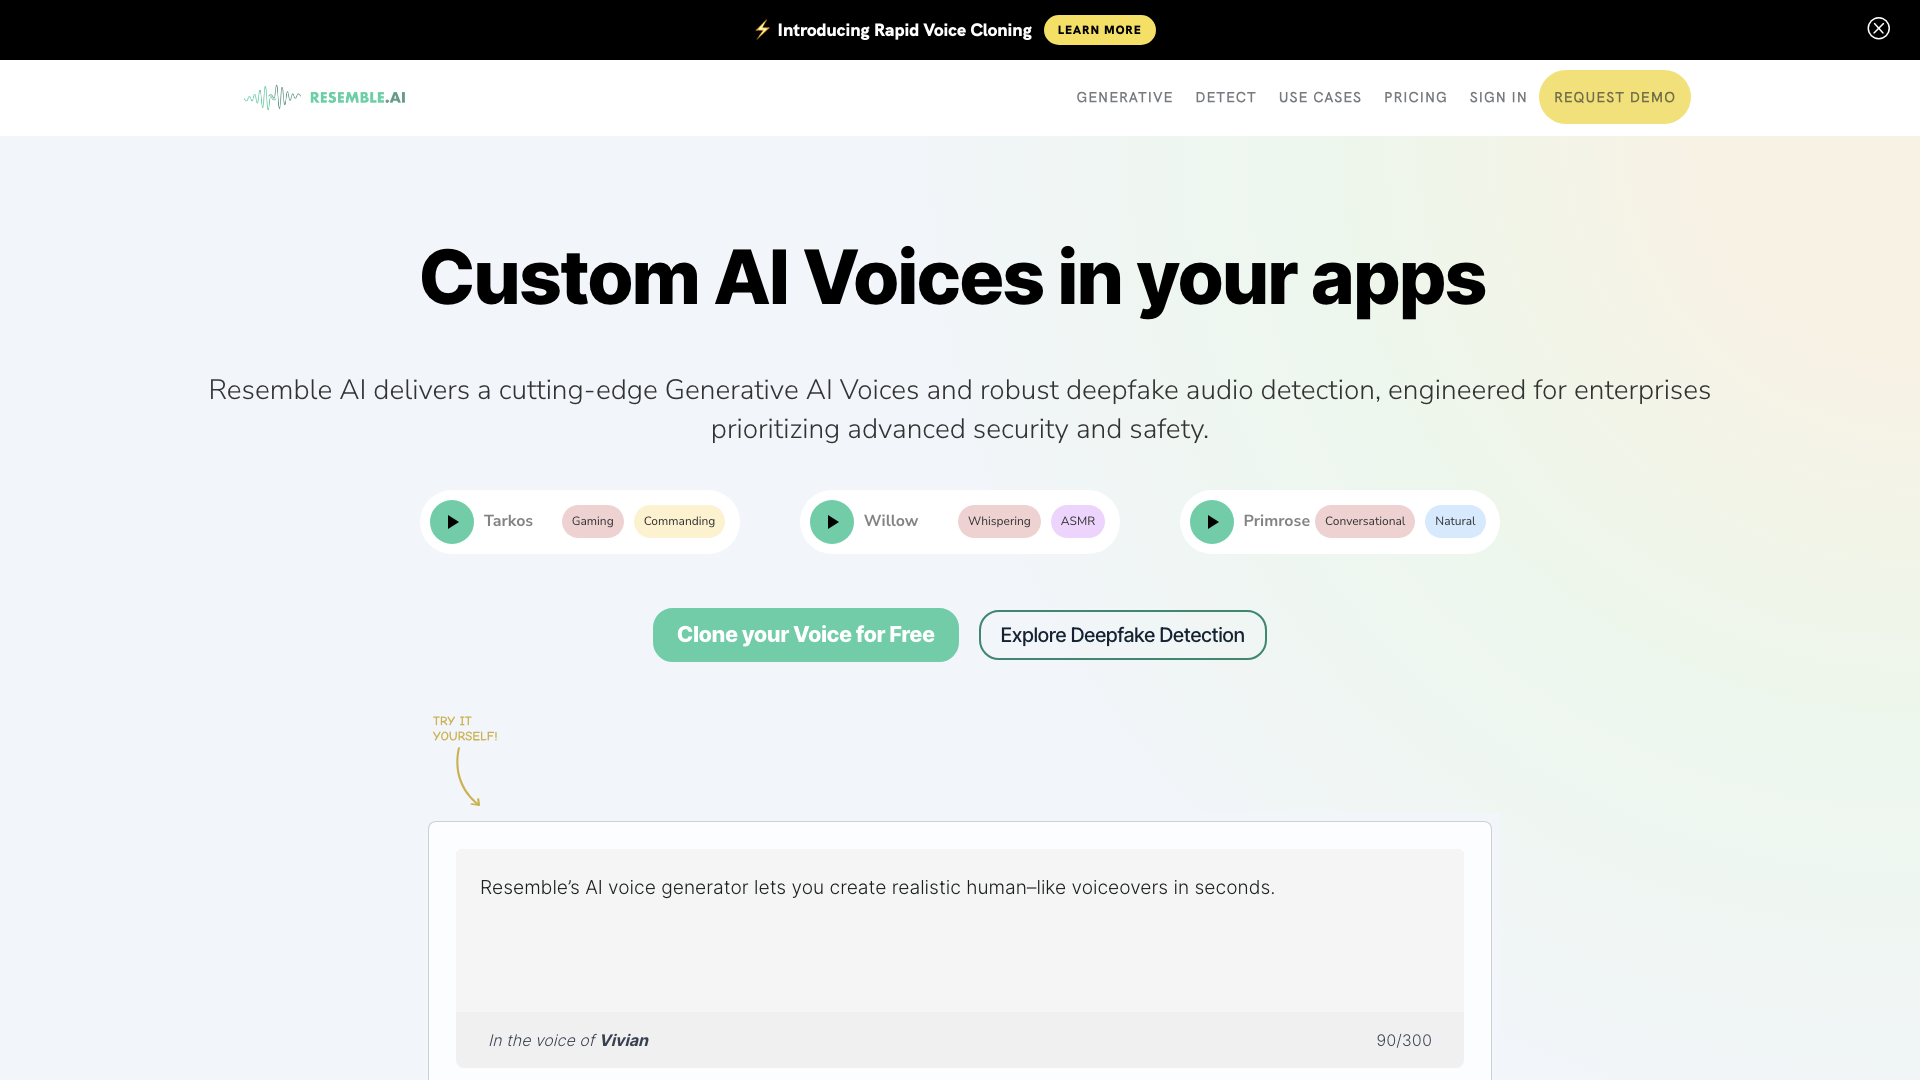 ⚡ Introducing Rapid Voice Cloning LEARN MORE
RESEMBLE.AI GENERATIVE DETECT USE CASES PRICING SIGN IN REQUEST DEMO
Custom AI Voices in your apps
Resemble AI delivers a cutting-edge Generative AI Voices and robust deepfake audio detection, engineered for enterprises
prioritizing advanced security and safety.
Tarkos Gaming Commanding Willow Whispering ASMR Primrose Conversational Natural
Clone your Voice for Free Explore Deepfake Detection
TRY IT
YOURSELF!
Resemble’s AI voice generator lets you create realistic human–like voiceovers in seconds.
In the voice of Vivian 90/300